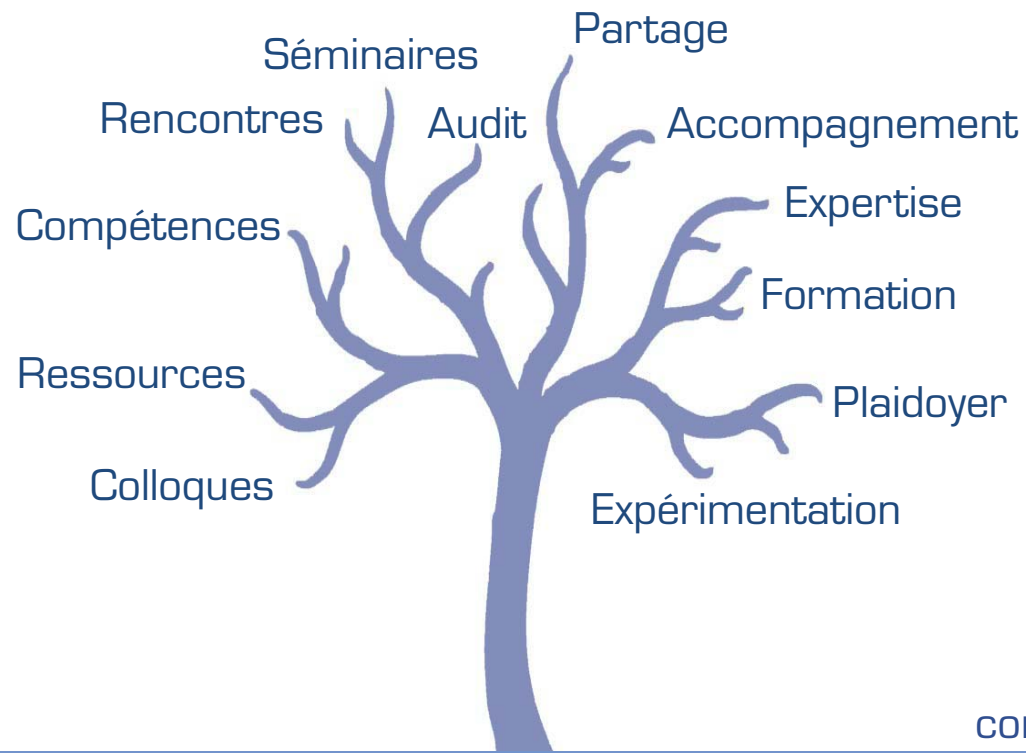 Partage
Séminaires
Rencontres
Audit
Accompagnement
Compétences
Expertise
Formation
Ressources
Plaidoyer
Colloques
Expérimentation